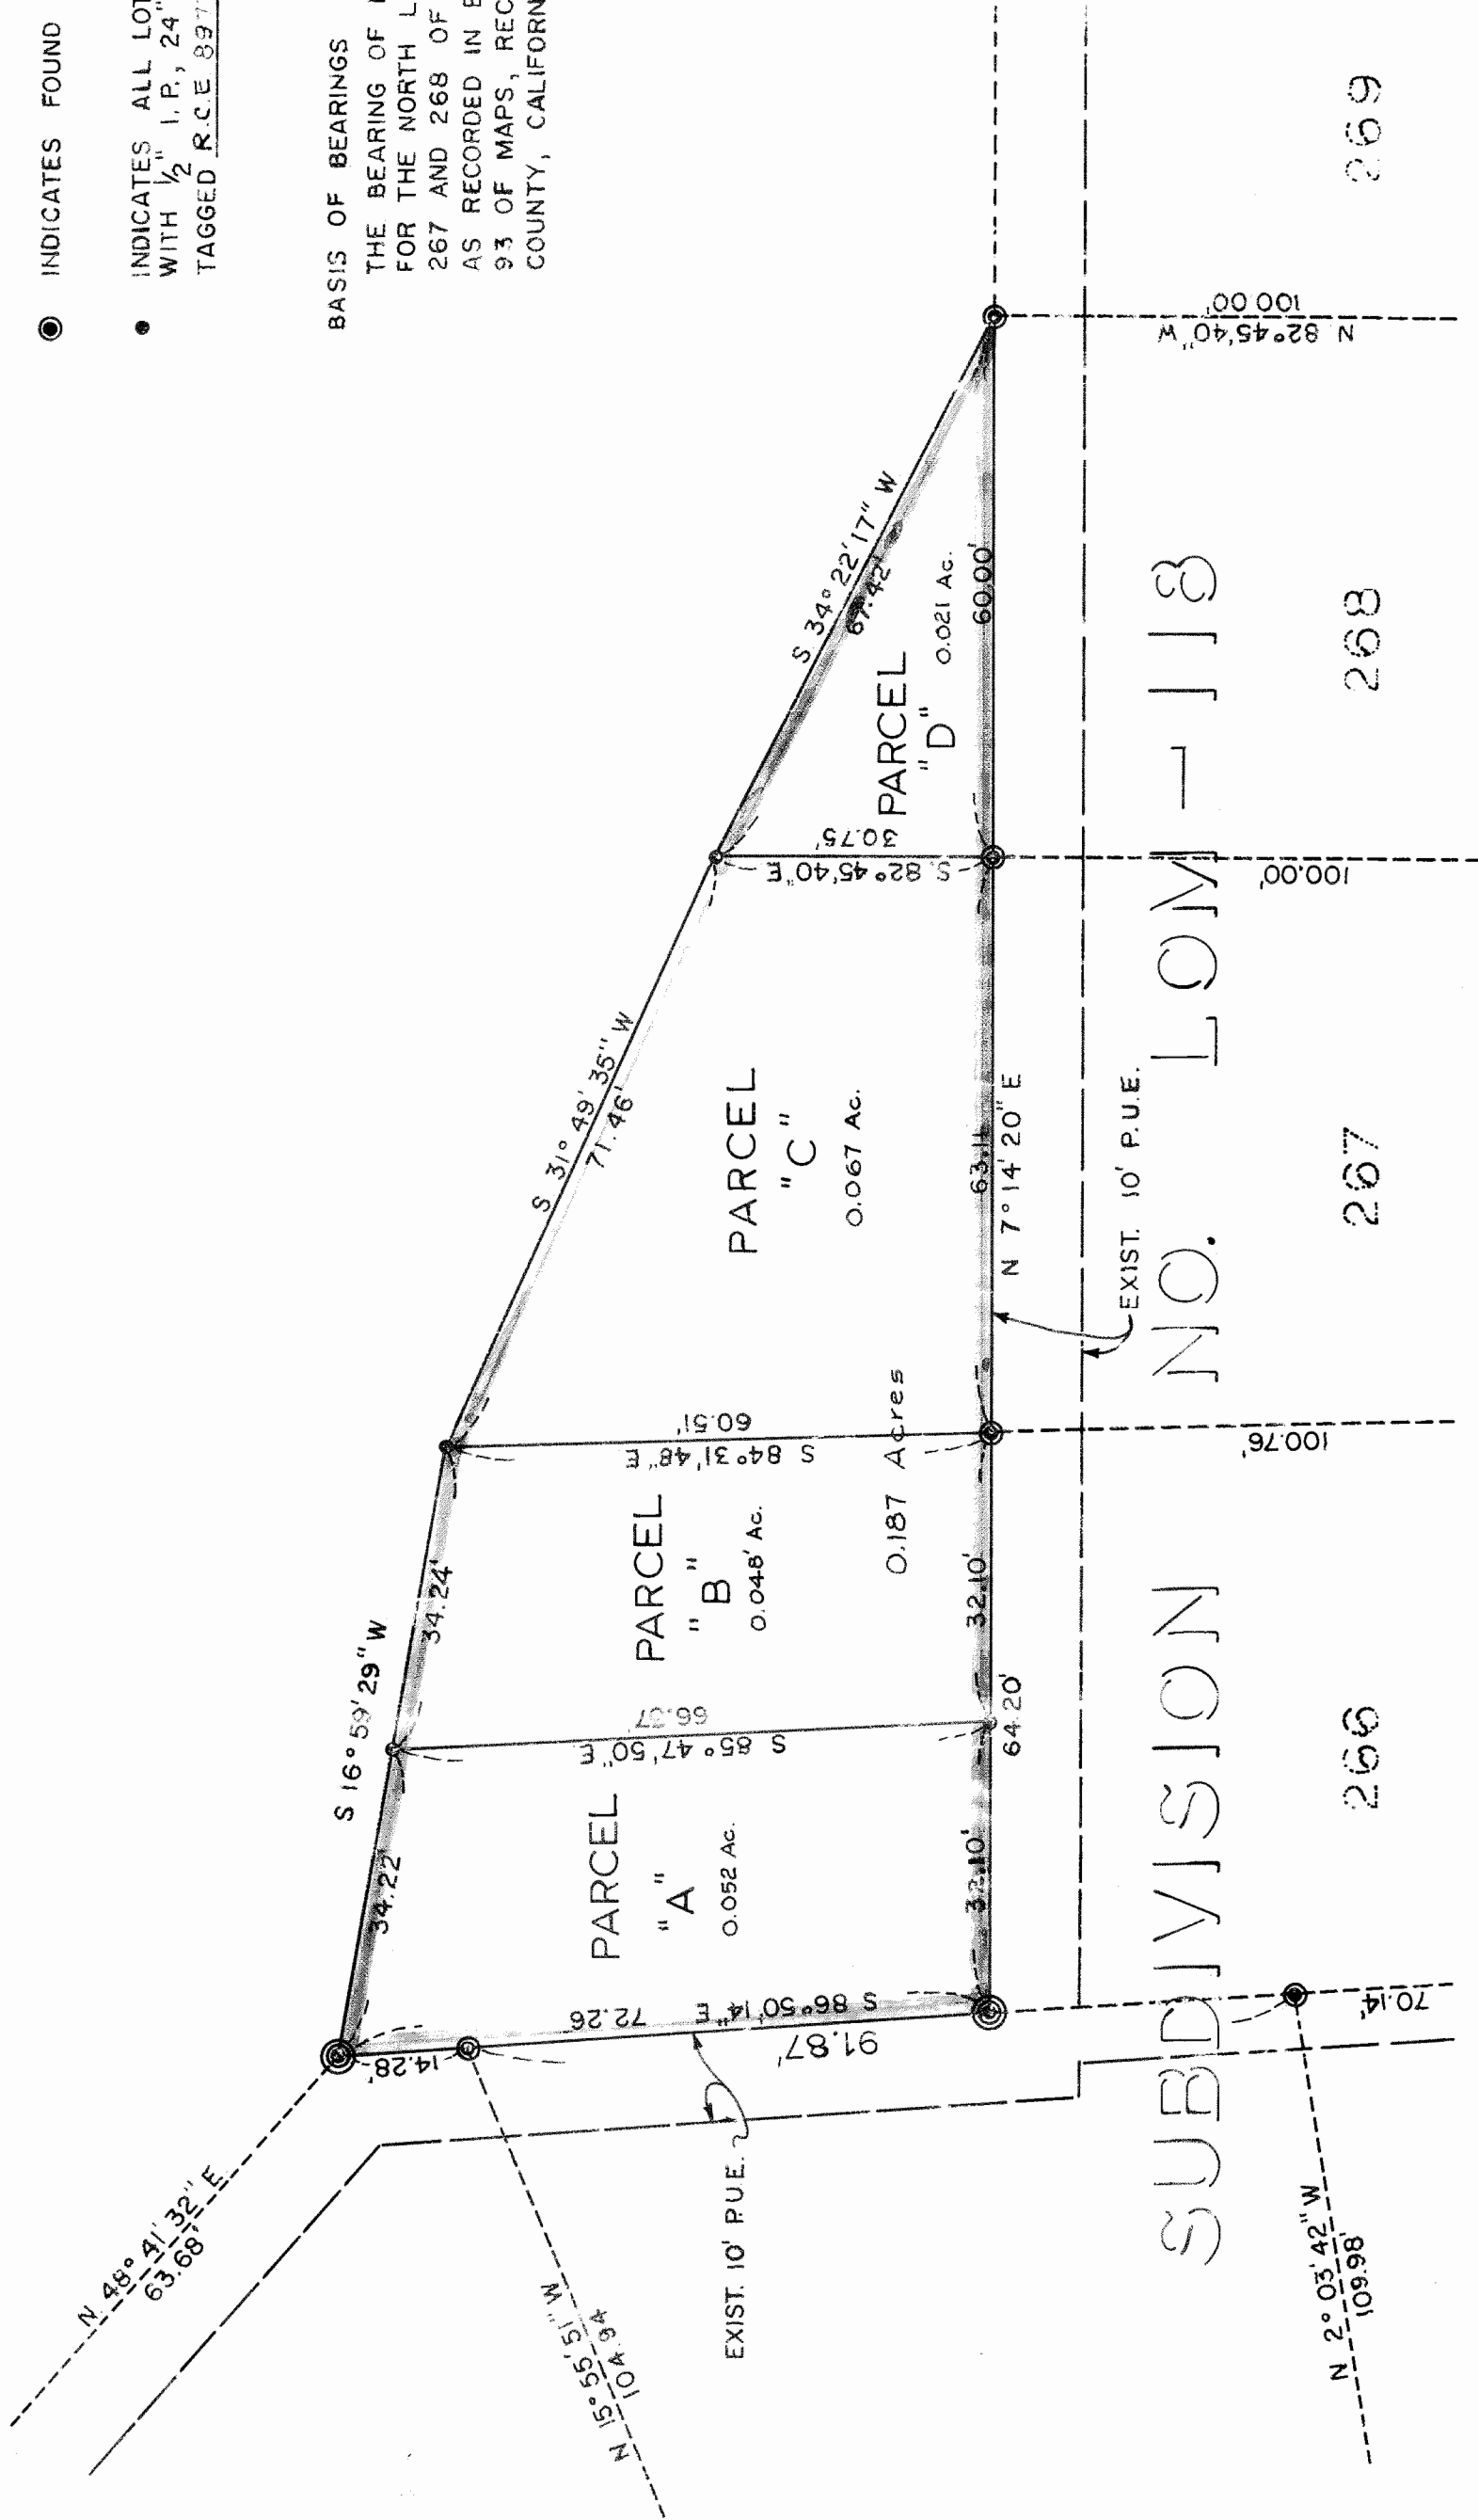 INDICATES FOUND
INDICATES ALL LOT
WITH ½" I.P., 24"
TAGGED R.C.E. 897
BASIS OF BEARINGS
THE BEARING OF
FOR THE NORTH
267 AND 268 OF
AS RECORDED IN
93 OF MAPS, REC
COUNTY, CALIFORN
N 48° 41' 32" E
63.68'
S 16° 59' 29" W
34.22'
34.24'
S 31° 49' 35" W
71.46'
S 34° 22' 17" W
67.42'
14.28'
72.26'
S 86° 50' 14" E
91.87'
PARCEL
"A"
0.052 Ac.
S 85° 47' 50" E
PARCEL
"B"
0.048' Ac.
60.51'
S 84° 31' 48" E
PARCEL
"C"
0.067 Ac.
30.75'
S. 82° 45' 40" E
PARCEL
"D"
0.021 Ac.
0.187 Acres
32.10'
32.10'
63.11
60.00'
64.20'
N 7° 14' 20" E
EXIST. 10' P.U.E.
EXIST. 10' P.U.E.
N 15° 55' 51" W
104.94
N 2° 03' 42" W
109.98'
SUBDIVISION NO. LOM - 118
70.14'
100.76'
100.00'
N 82° 45' 40" W
100.00'
266
267
268
269